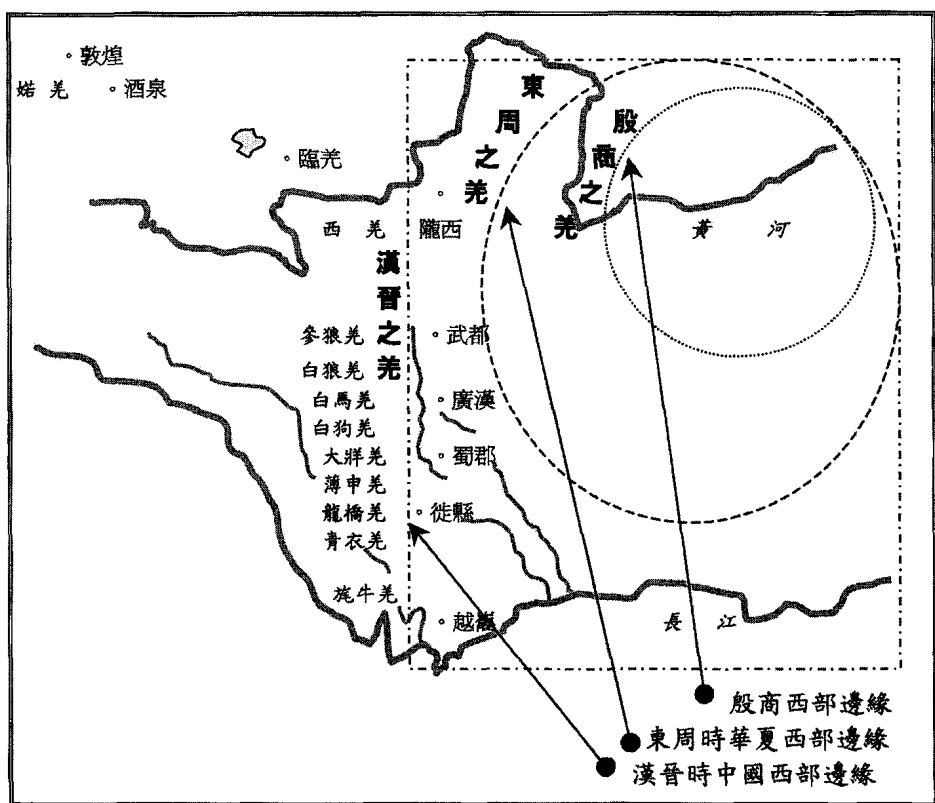 。敦煌
婼羌 。酒泉
。臨羌
東周之羌
殷商之羌
西羌 隴西
黃河
漢晉之羌
參狼羌 。武都
白狼羌
白馬羌 。廣漢
白狗羌
大牂羌 。蜀郡
薄申羌
龍橋羌 。徙縣
青衣羌
旄牛羌
。越巂
長江
殷商西部邊緣
東周時華夏西部邊緣
漢晉時中國西部邊緣